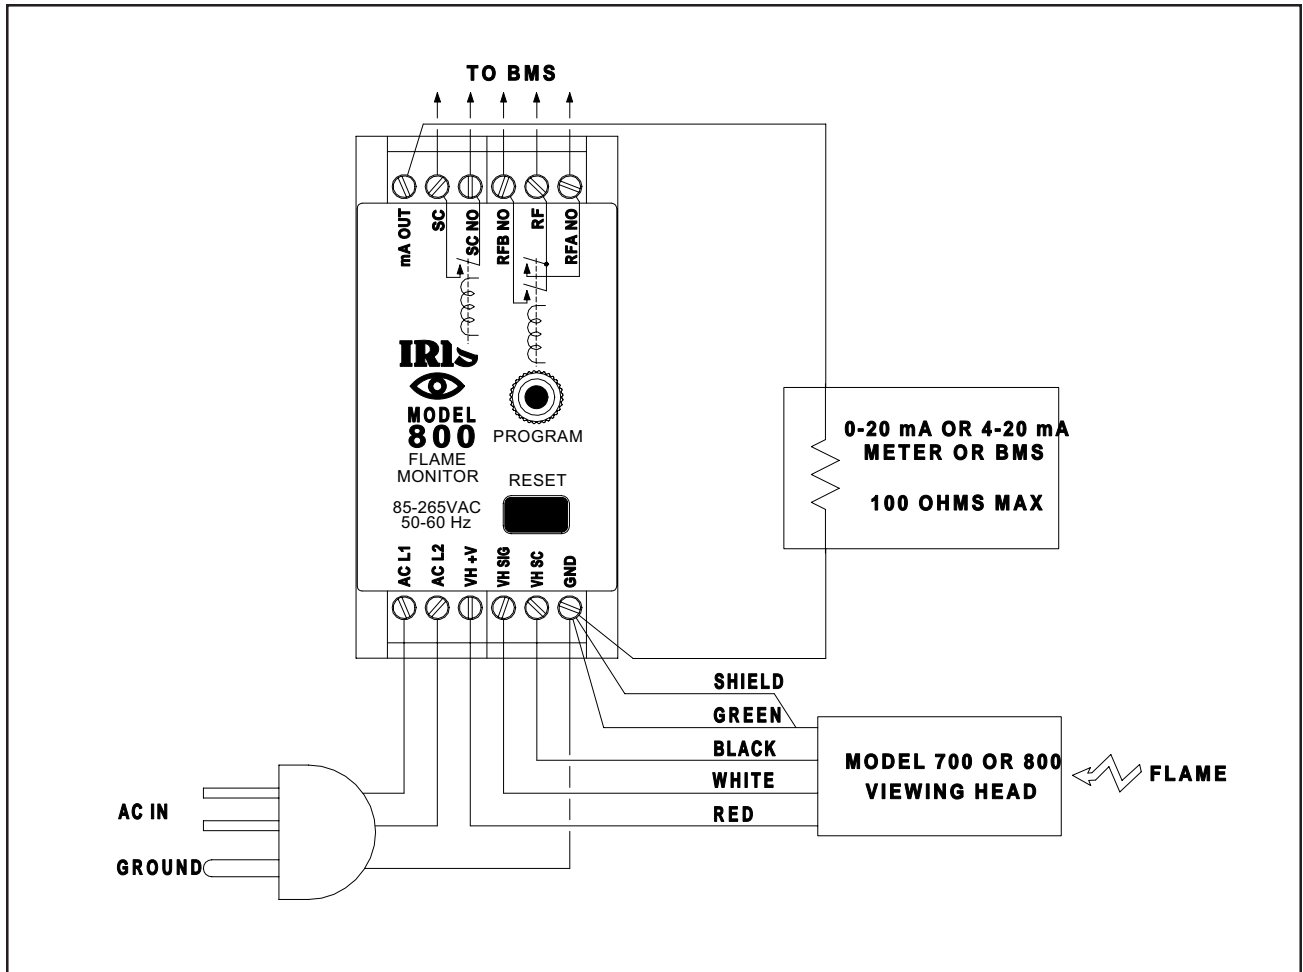 TO BMS
mA OUT
SC
SC NO
RFB NO
RF
RFA NO
IRIS
MODEL
800
FLAME
MONITOR
85-265VAC
50-60 Hz
PROGRAM
RESET
AC L1
AC L2
VH +V
VH SIG
VH SC
GND
0-20 mA OR 4-20 mA
METER OR BMS
100 OHMS MAX
SHIELD
GREEN
BLACK
WHITE
RED
MODEL 700 OR 800
VIEWING HEAD
FLAME
AC IN
GROUND